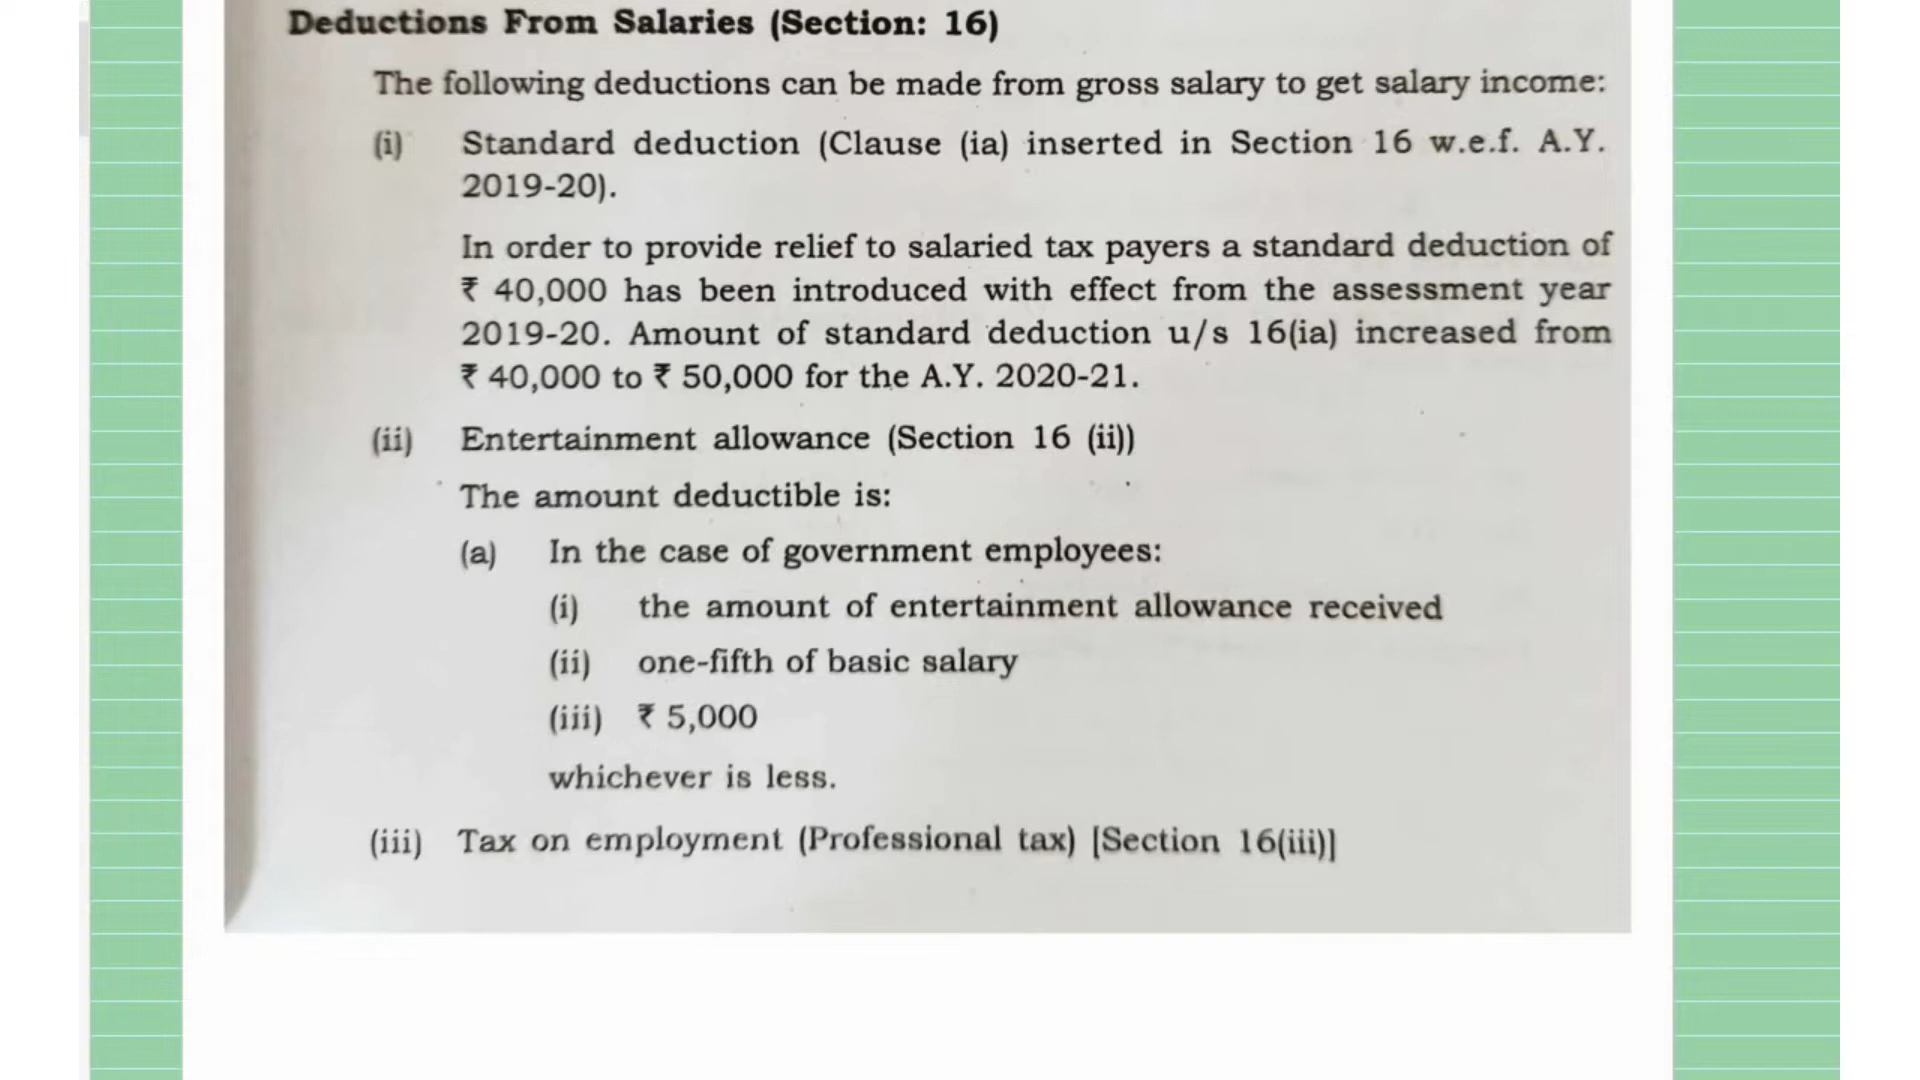 Deductions From Salaries (Section: 16)
The following deductions can be made from gross salary to get salary income:
(i) Standard deduction (Clause (ia) inserted in Section 16 w.e.f. A.Y.
2019-20).
In order to provide relief to salaried tax payers a standard deduction of
₹ 40,000 has been introduced with effect from the assessment year
2019-20. Amount of standard deduction u/s 16(ia) increased from
₹ 40,000 to ₹ 50,000 for the A.Y. 2020-21.
(ii) Entertainment allowance (Section 16 (ii))
The amount deductible is:
(a) In the case of government employees:
(i) the amount of entertainment allowance received
(ii) one-fifth of basic salary
(iii) ₹ 5,000
whichever is less.
(iii) Tax on employment (Professional tax) [Section 16(iii)]